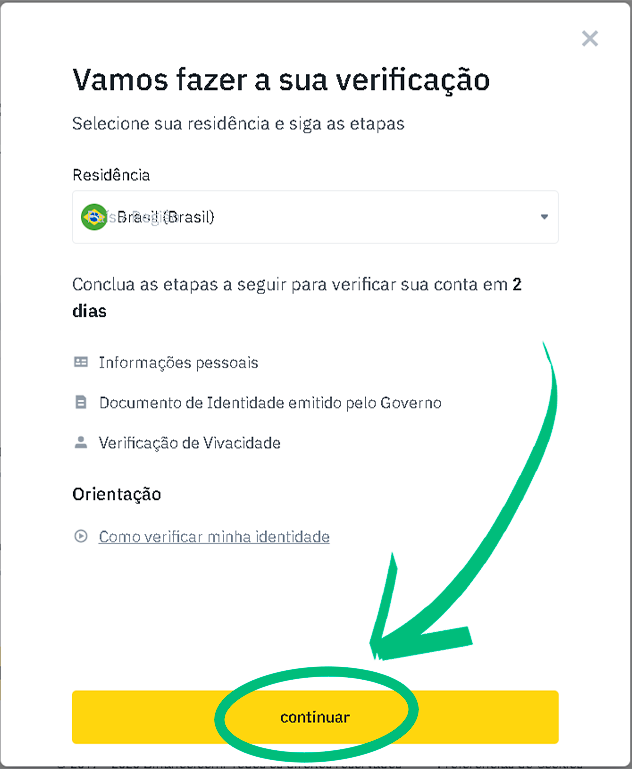 Vamos fazer a sua verificação
Selecione sua residência e siga as etapas
Residência
Brasil (Brasil)
Conclua as etapas a seguir para verificar sua conta em 2
dias
Informações pessoais
Documento de Identidade emitido pelo Governo
Verificação de Vivacidade
Orientação
Como verificar minha identidade
continuar